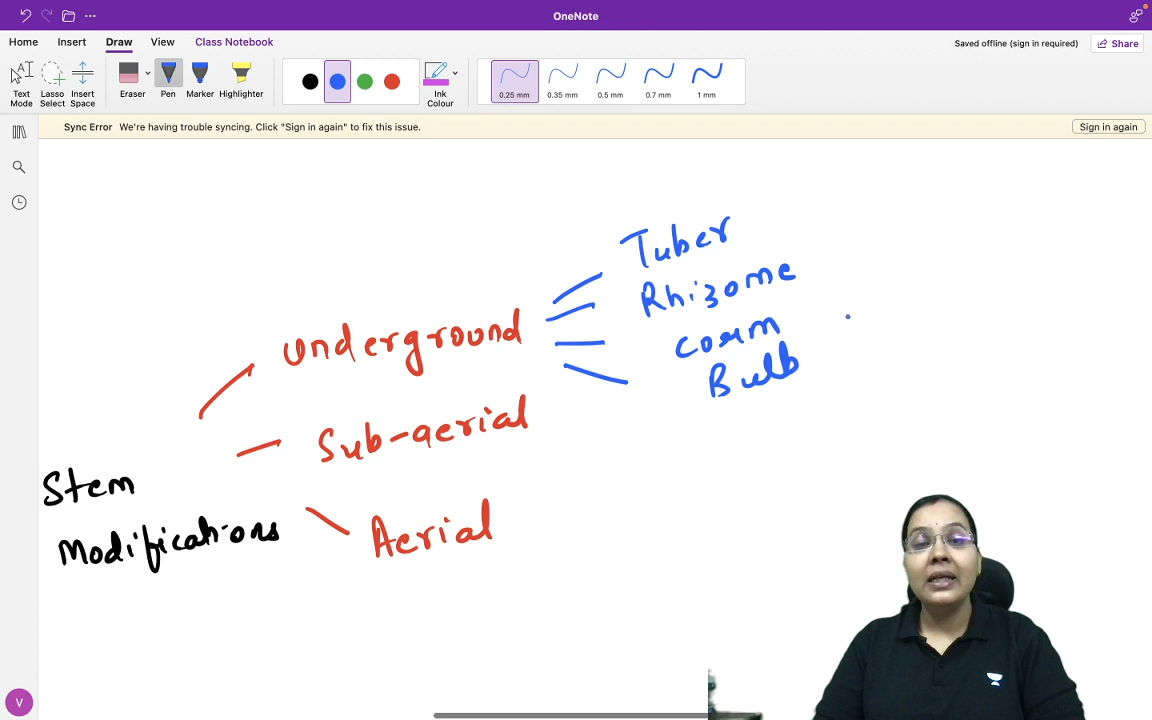 OneNote
Home Insert Draw View Class Notebook
Saved offline (sign in required) Share
Text Mode Lasso Select Insert Space Eraser Pen Marker Highlighter Ink Colour 0.25 mm 0.35 mm 0.5 mm 0.7 mm 1 mm
Sync Error We're having trouble syncing. Click "Sign in again" to fix this issue. Sign in again
Tuber
Rhizome
Underground
Corm
Bulb
Sub-aerial
Stem
Modifications
Aerial
V